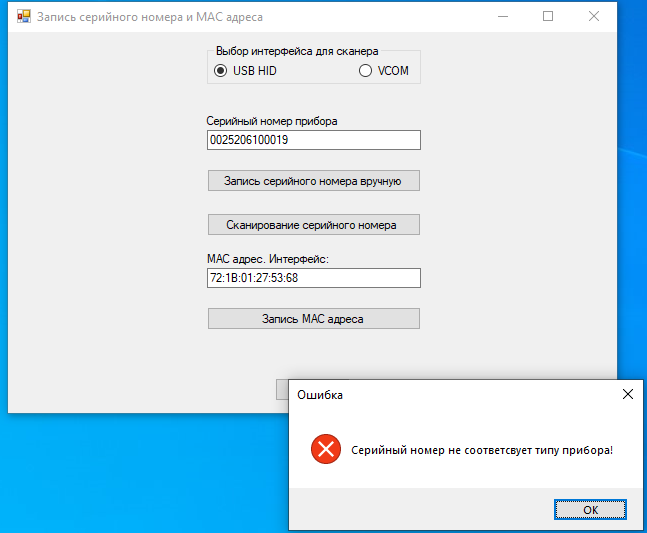 Запись серийного номера и MAC адреса
Выбор интерфейса для сканера
USB HID
VCOM
Серийный номер прибора
0025206100019
Запись серийного номера вручную
Сканирование серийного номера
MAC адрес. Интерфейс:
72:1B:01:27:53:68
Запись MAC адреса
Ошибка
Серийный номер не соответсвует типу прибора!
OK